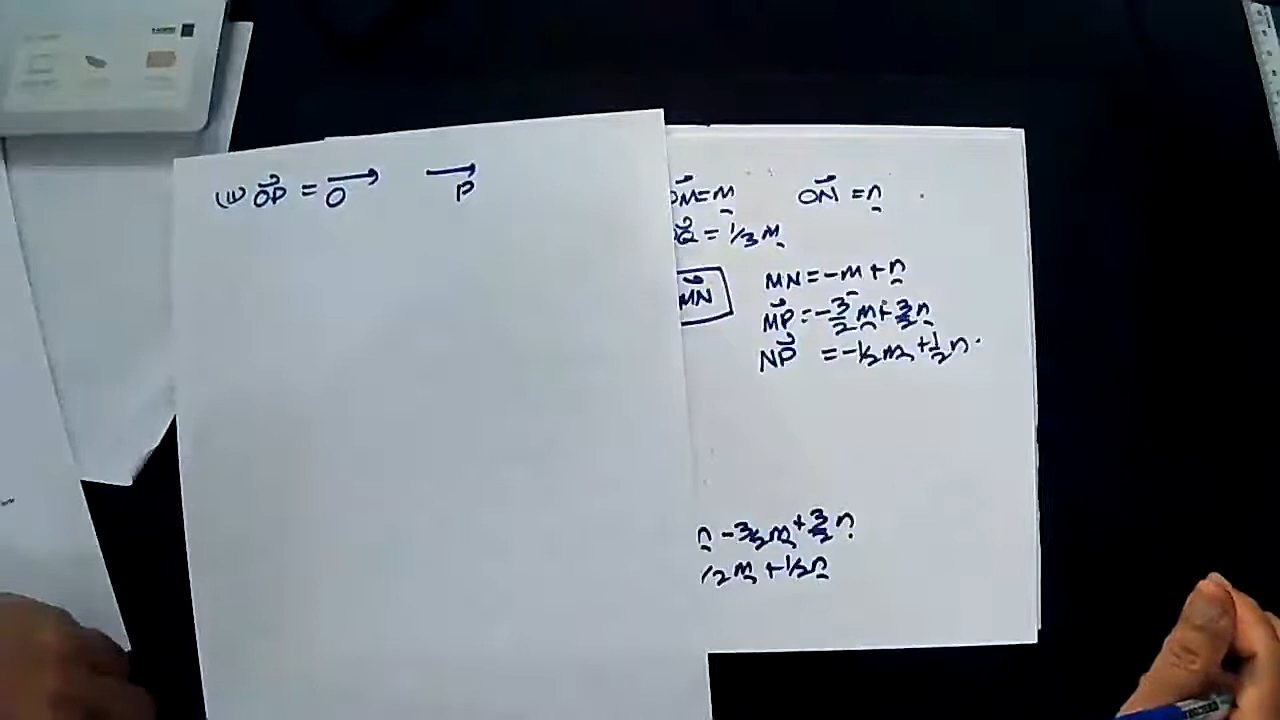 (ii) OP = O P
OM = m ON = n
OQ = 1/3 m
MN
MN = -m + n
MP = -3/2 m + 3/2 n
NP = -1/2 m + 1/2 n
n - 3/2 m + 3/2 n
1/2 m + 1/2 n